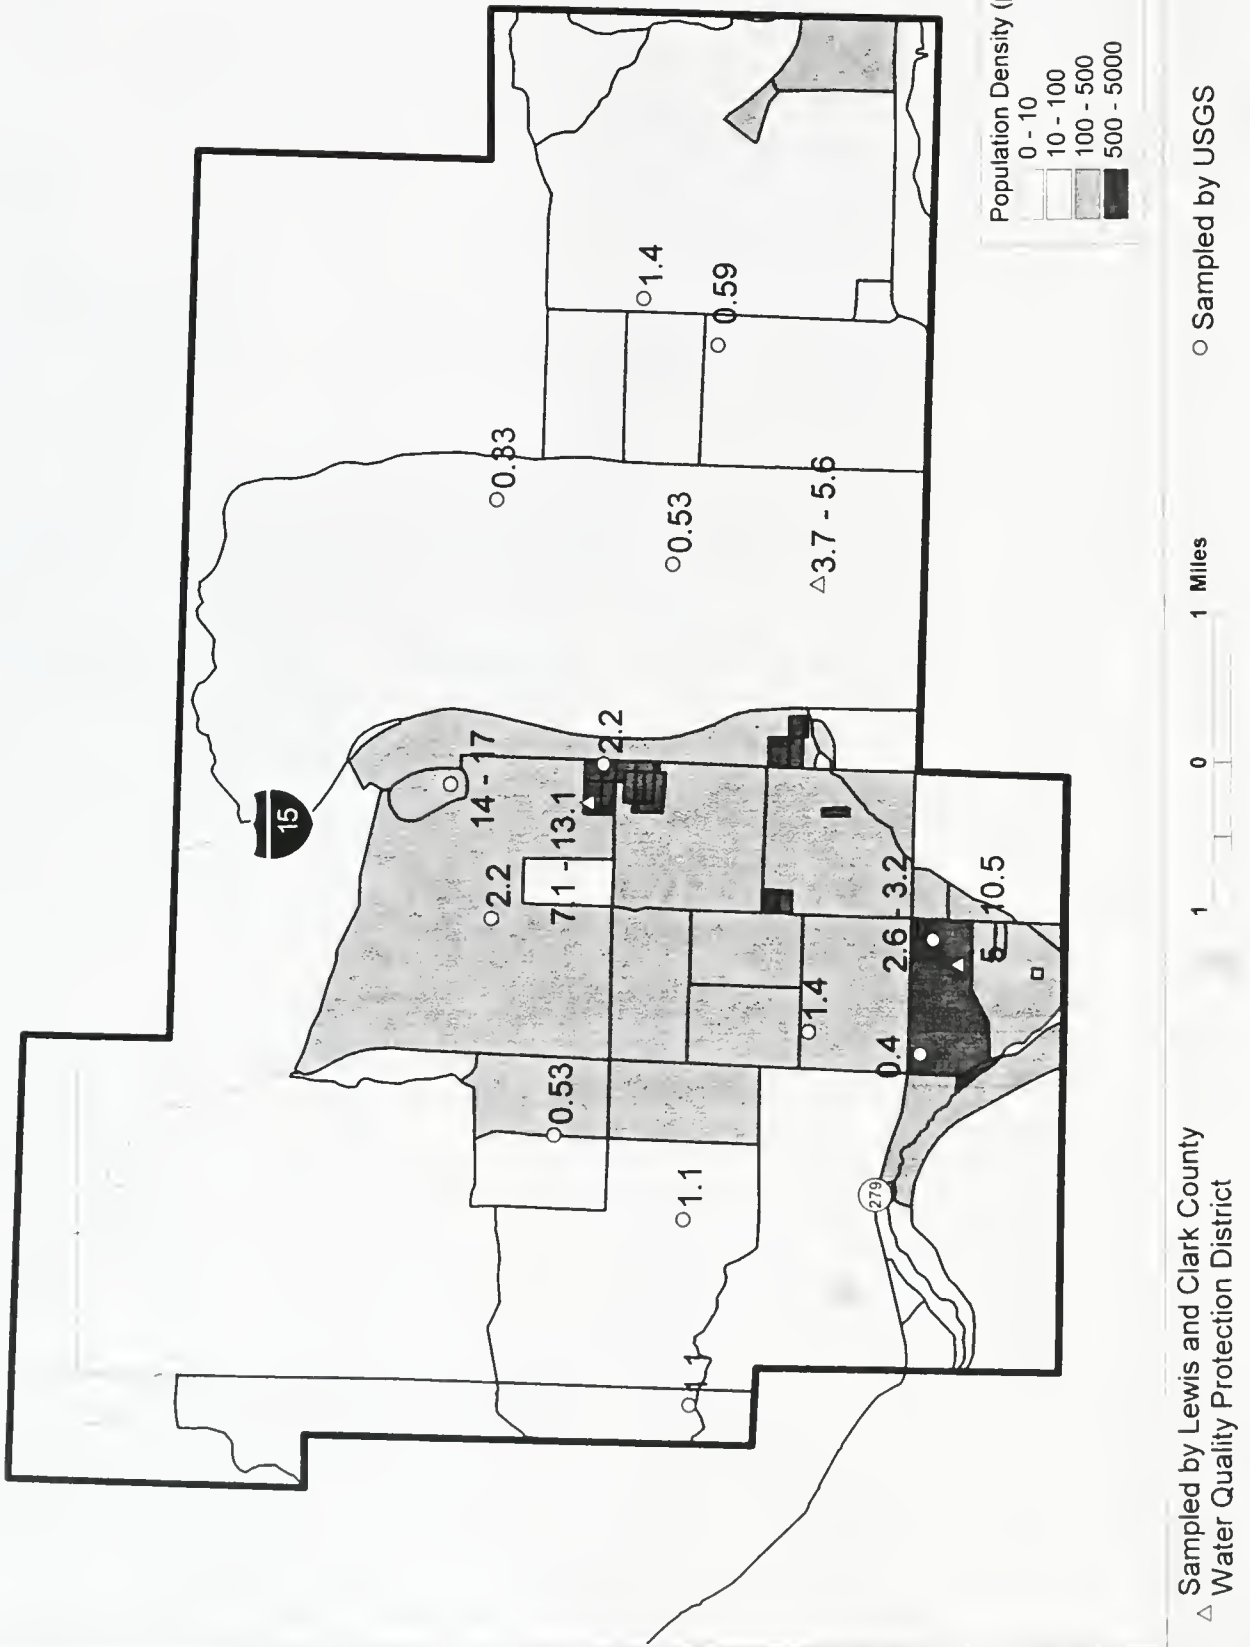 15
279
1.1
1.1
0.53
0.4
1.4
2.2
7.1 - 13.1
14 - 17
2.2
2.6 - 3.2
10.5
0.33
0.53
3.7 - 5.6
0.59
1.4
Population Density (
0 - 10
10 - 100
100 - 500
500 - 5000
△ Sampled by Lewis and Clark County
Water Quality Protection District
1 0 1 Miles
○ Sampled by USGS